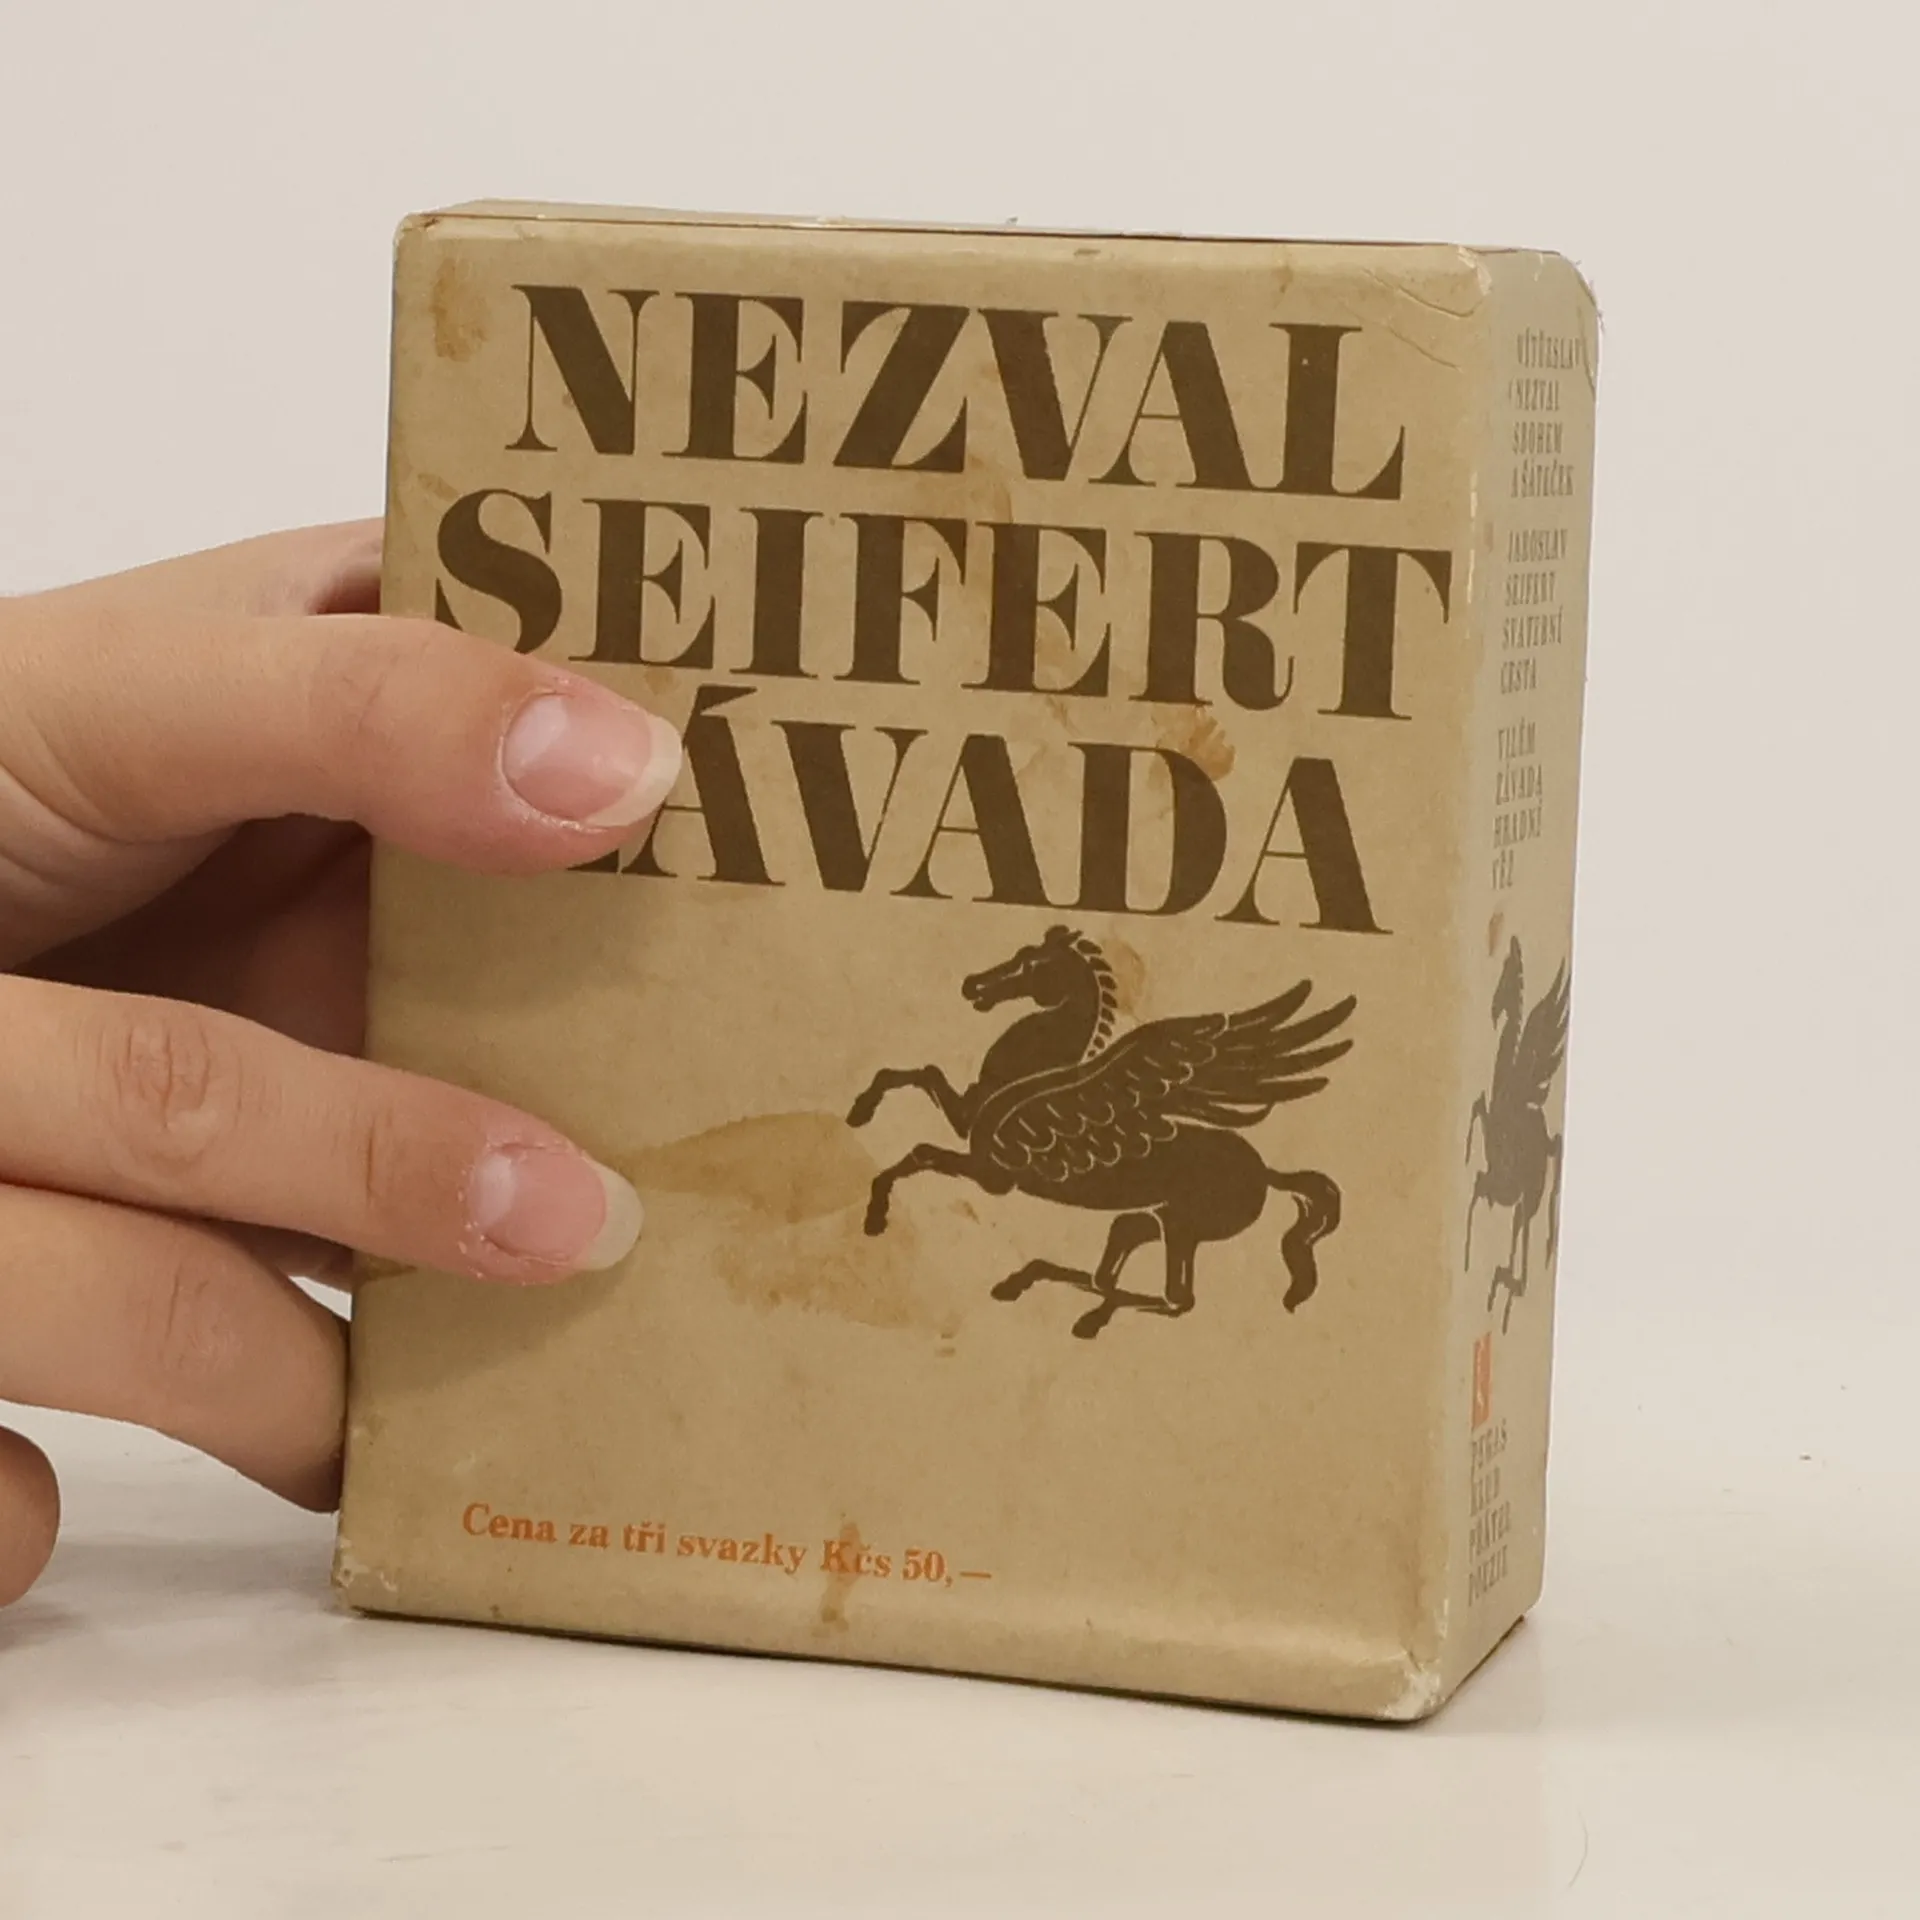 NEZVAL
SEIFERT
ZÁVADA
Cena za tři svazky Kčs 50,—
VÍTĚZSLAV
NEZVAL
SBOHEM
A ŠÁTEČEK
JAROSLAV
SEIFERT
SVATEBNÍ
CESTA
VILÉM
ZÁVADA
HRADNÍ
VĚŽ
PEGAS
KLUB
PŘÁTEL
POEZIE